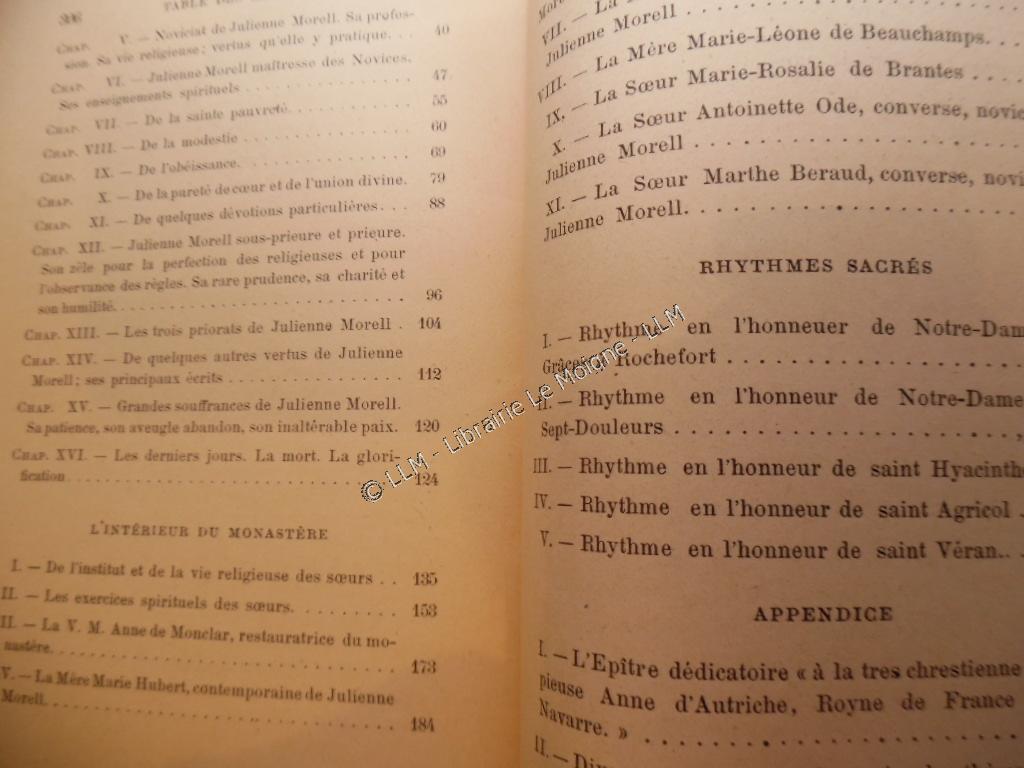 306 TABLE DES
CHAP. V. — Noviciat de Julienne Morell. Sa profes-
sion. Sa vie religieuse; vertus qu'elle y pratique. . . 40
CHAP. VI. — Julienne Morell maîtresse des Novices.
Ses enseignements spirituels . . . . . . . . . . . . 47
CHAP. VII. — De la sainte pauvreté. . . . . . . . . . 55
CHAP. VIII. — De la modestie . . . . . . . . . . . . 60
CHAP. IX. — De l'obéissance. . . . . . . . . . . . . 69
CHAP. X. — De la pureté de cœur et de l'union divine. 79
CHAP. XI. — De quelques dévotions particulières. . . 88
CHAP. XII. — Julienne Morell sous-prieure et prieure.
Son zèle pour la perfection des religieuses et pour
l'observance des règles. Sa rare prudence, sa charité et
son humilité. . . . . . . . . . . . . . . . . . . . 96
CHAP. XIII. — Les trois priorats de Julienne Morell . 104
CHAP. XIV. — De quelques autres vertus de Julienne
Morell; ses principaux écrits . . . . . . . . . . . . 112
CHAP. XV. — Grandes souffrances de Julienne Morell.
Sa patience, son aveugle abandon, son inaltérable paix. 120
CHAP. XVI. — Les derniers jours. La mort. La glori-
fication . . . . . . . . . . . . . . . . . . . . . . 124
L'INTÉRIEUR DU MONASTÈRE
I. — De l'institut et de la vie religieuse des sœurs . . 135
II. — Les exercices spirituels des sœurs. . . . . . . . 153
II. — La V. M. Anne de Monclar, restauratrice du mo-
nastère. . . . . . . . . . . . . . . . . . . . . . . 173
V. — La Mère Marie Hubert, contemporaine de Julienne
Morell. . . . . . . . . . . . . . . . . . . . . . . 184
VII. — La
Julienne Morell . . . . . . . . . .
VIII. — La Mère Marie-Léone de Beauchamps. . .
IX. — La Sœur Marie-Rosalie de Brantes . . . .
X. — La Sœur Antoinette Ode, converse, novic
Julienne Morell . . . . . . . . . . . . . .
XI. — La Sœur Marthe Beraud, converse, novi
Julienne Morell. . . . . . . . . . . . . .
RHYTHMES SACRÉS
I. — Rhythme en l'honneuer de Notre-Dame
Grâces Rochefort . . . . . . . . . . . .
II. — Rhythme en l'honneur de Notre-Dame
Sept-Douleurs . . . . . . . . . . . . . .
III. — Rhythme en l'honneur de saint Hyacinthe
IV. — Rhythme en l'honneur de saint Agricol .
V. — Rhythme en l'honneur de saint Véran. . .
APPENDICE
I. — L'Epître dédicatoire « à la tres chrestienne
pieuse Anne d'Autriche, Royne de France
Navarre. » . . . . . . . . . . . . . . .
II. —
© LLM - Librairie Le Moigne - LLM